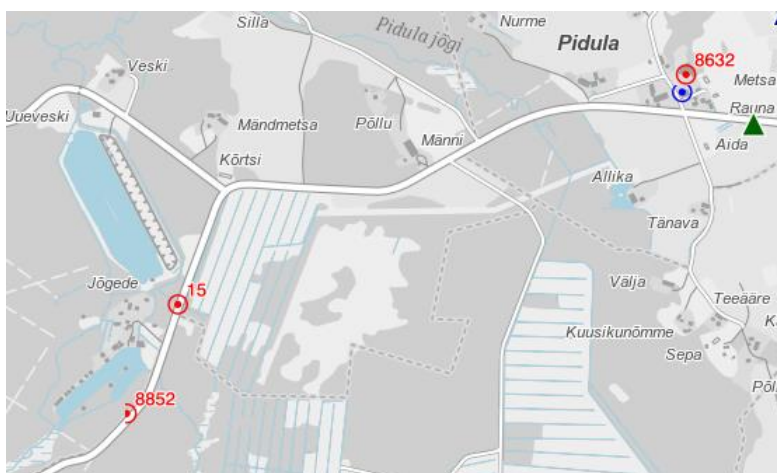 Silla
Nurme
Pidula jõgi
Pidula
8632
Veski
Metsa
Uueveski
Mändmetsa
Põllu
Männi
Rauna
Aida
Kõrtsi
Allika
Tänava
Jõgede
15
Välja
Teeääre
Kuusikunõmme
Sepa
8852